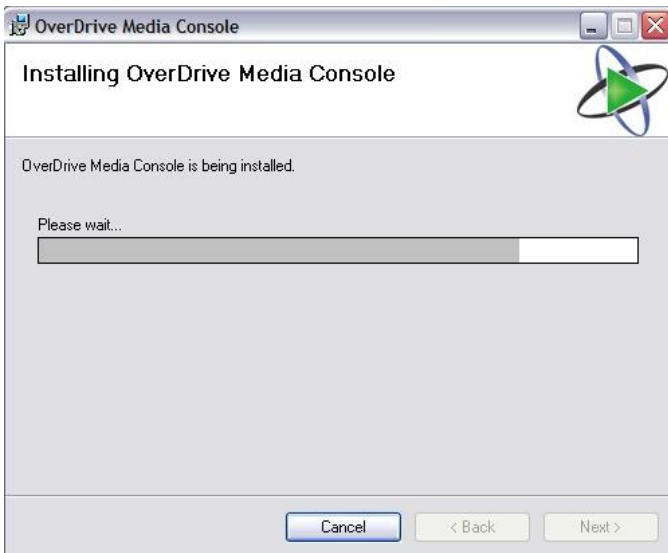 OverDrive Media Console
Installing OverDrive Media Console
OverDrive Media Console is being installed.
Please wait...
Cancel
< Back
Next >